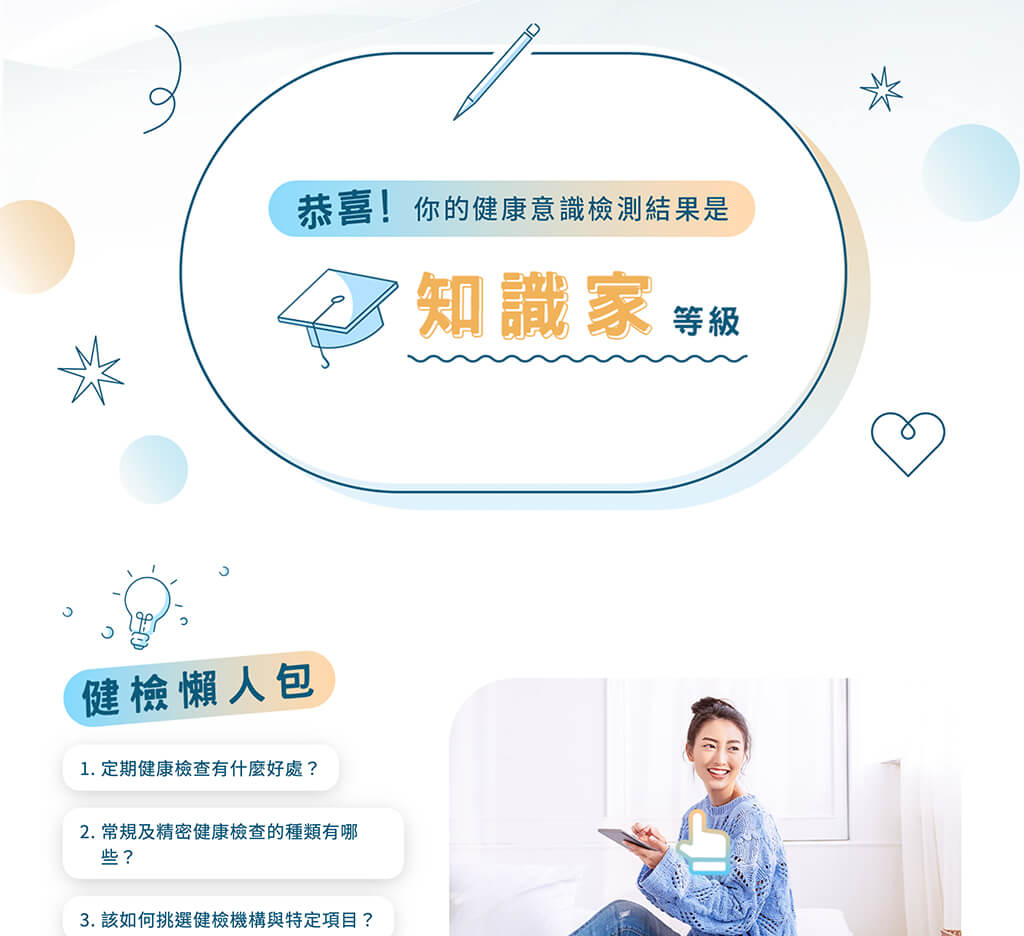 恭喜! 你的健康意識檢測結果是
知識家 等級
健檢懶人包
1. 定期健康檢查有什麼好處？
2. 常規及精密健康檢查的種類有哪
些？
3. 該如何挑選健檢機構與特定項目？